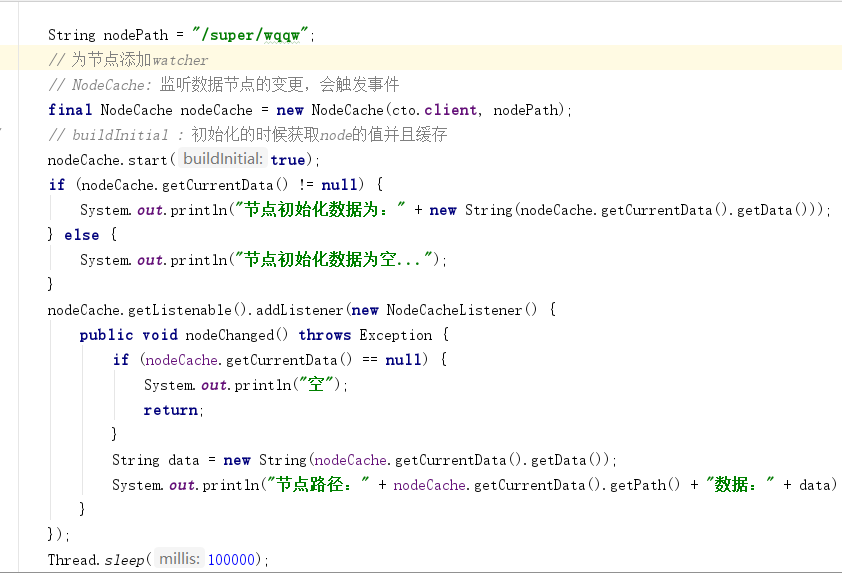 String nodePath = "/super/wqqw";
// 为节点添加watcher
// NodeCache: 监听数据节点的变更，会触发事件
final NodeCache nodeCache = new NodeCache(cto.client, nodePath);
// buildInitial : 初始化的时候获取node的值并且缓存
nodeCache.start( buildInitial: true);
if (nodeCache.getCurrentData() != null) {
System.out.println("节点初始化数据为：" + new String(nodeCache.getCurrentData().getData()));
} else {
System.out.println("节点初始化数据为空...");
}
nodeCache.getListenable().addListener(new NodeCacheListener() {
public void nodeChanged() throws Exception {
if (nodeCache.getCurrentData() == null) {
System.out.println("空");
return;
}
String data = new String(nodeCache.getCurrentData().getData());
System.out.println("节点路径：" + nodeCache.getCurrentData().getPath() + "数据：" + data)
}
});
Thread.sleep( millis: 100000);